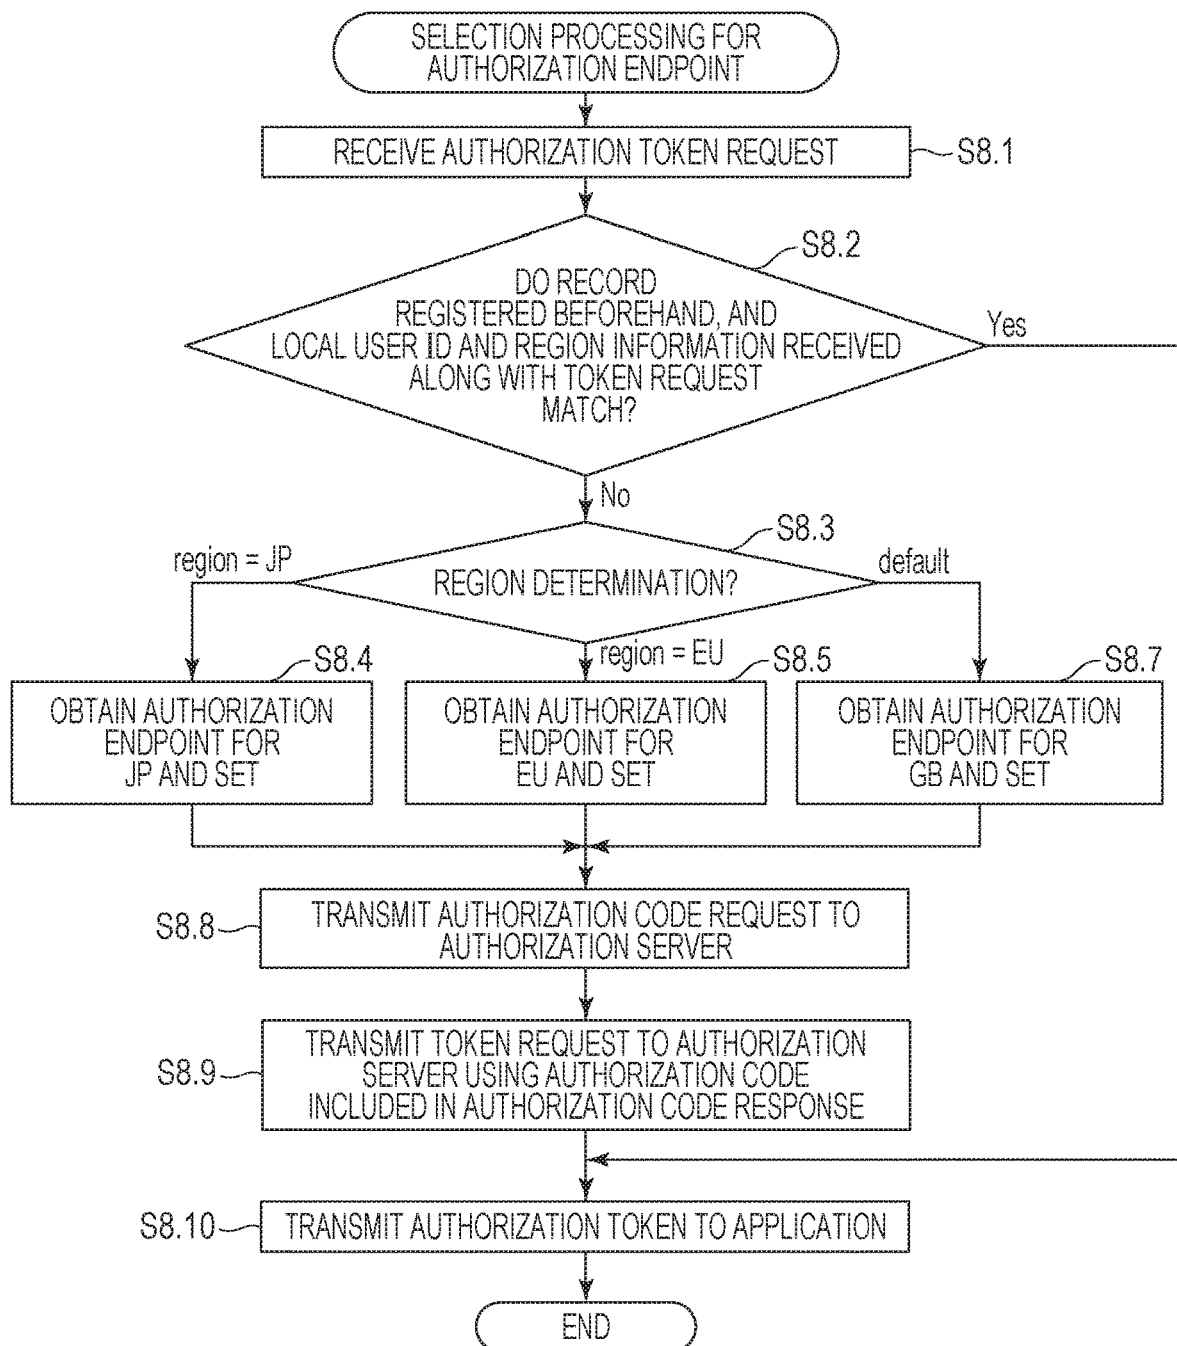 SELECTION PROCESSING FOR
AUTHORIZATION ENDPOINT
RECEIVE AUTHORIZATION TOKEN REQUEST
S8.1
S8.2
DO RECORD
REGISTERED BEFOREHAND, AND
LOCAL USER ID AND REGION INFORMATION RECEIVED
ALONG WITH TOKEN REQUEST
MATCH?
Yes
No
S8.3
region = JP
REGION DETERMINATION?
default
region = EU
S8.4
OBTAIN AUTHORIZATION
ENDPOINT FOR
JP AND SET
S8.5
OBTAIN AUTHORIZATION
ENDPOINT FOR
EU AND SET
S8.7
OBTAIN AUTHORIZATION
ENDPOINT FOR
GB AND SET
S8.8
TRANSMIT AUTHORIZATION CODE REQUEST TO
AUTHORIZATION SERVER
S8.9
TRANSMIT TOKEN REQUEST TO AUTHORIZATION
SERVER USING AUTHORIZATION CODE
INCLUDED IN AUTHORIZATION CODE RESPONSE
S8.10
TRANSMIT AUTHORIZATION TOKEN TO APPLICATION
END